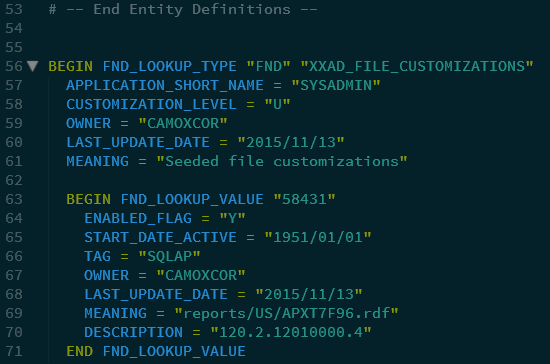 53 # -- End Entity Definitions --
54
55
56 BEGIN FND_LOOKUP_TYPE "FND" "XXAD_FILE_CUSTOMIZATIONS"
57 APPLICATION_SHORT_NAME = "SYSADMIN"
58 CUSTOMIZATION_LEVEL = "U"
59 OWNER = "CAMOXCOR"
60 LAST_UPDATE_DATE = "2015/11/13"
61 MEANING = "Seeded file customizations"
62
63 BEGIN FND_LOOKUP_VALUE "58431"
64 ENABLED_FLAG = "Y"
65 START_DATE_ACTIVE = "1951/01/01"
66 TAG = "SQLAP"
67 OWNER = "CAMOXCOR"
68 LAST_UPDATE_DATE = "2015/11/13"
69 MEANING = "reports/US/APXT7F96.rdf"
70 DESCRIPTION = "120.2.12010000.4"
71 END FND_LOOKUP_VALUE